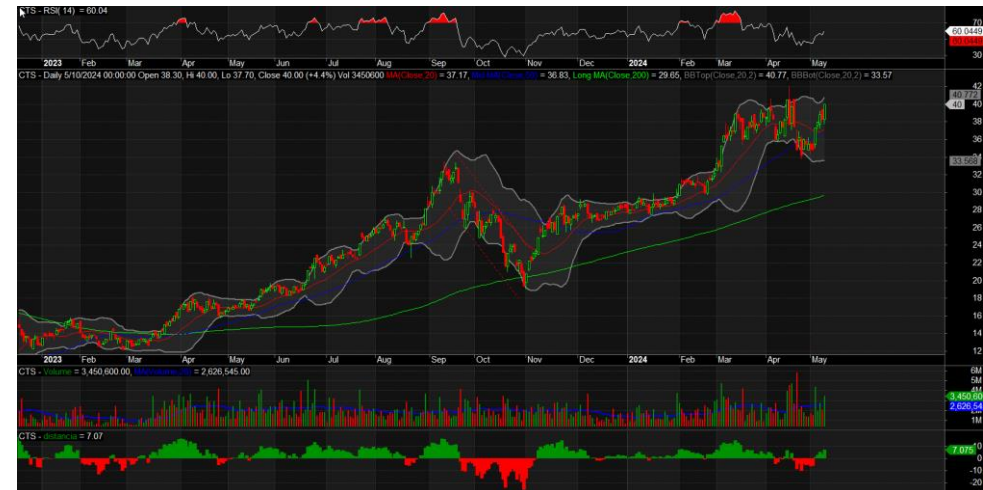 CTS - RSI( 14) = 60.04
70
60.0449
30
2023 Feb Mar Apr May Jun Jul Aug Sep Oct Nov Dec 2024 Feb Mar Apr May
CTS - Daily 5/10/2024 00:00:00 Open 38.30, Hi 40.00, Lo 37.70, Close 40.00 (+4.4%) Vol 3450600 MA(Close,20) = 37.17, = 36.83, Long MA(Close,200) = 29.65, BBTop(Close,20,2) = 40.77, BBBot(Close,20,2) = 33.57
42
40.772
40 40
38
36
34
33.568
32
30
28
26
24
22
20
18
16
14
12
2023 Feb Mar Apr May Jun Jul Aug Sep Oct Nov Dec 2024 Feb Mar Apr May
CTS - Volume = 3,450,600.00, = 2,626,545.00
6M
5M
4M
3,450,60
2,626,54
1M
CTS - distancia = 7.07
10
7.075
0
-10
-20